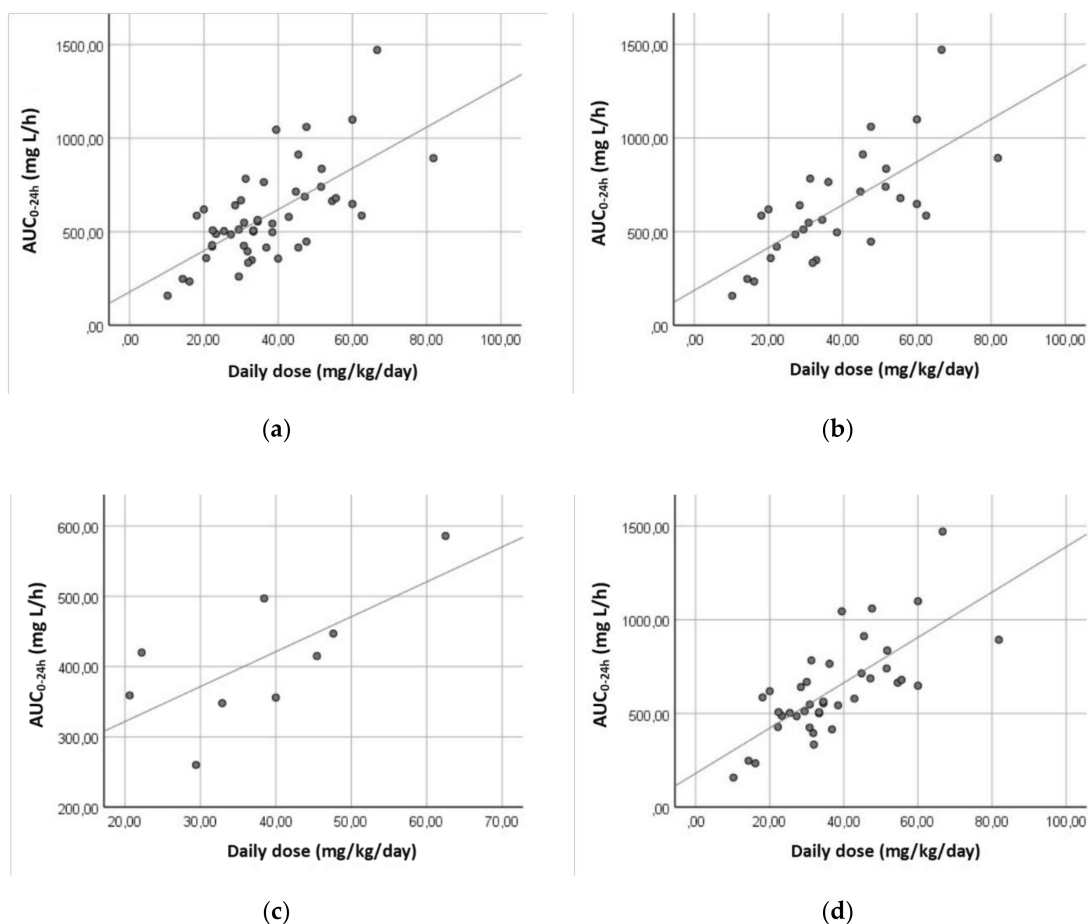 1500,00
1000,00
500,00
,00
AUC0-24h (mg L/h)
,00 20,00 40,00 60,00 80,00 100,00
Daily dose (mg/kg/day)
(a)
1500,00
1000,00
500,00
,00
AUC0-24h (mg L/h)
,00 20,00 40,00 60,00 80,00 100,00
Daily dose (mg/kg/day)
(b)
600,00
500,00
400,00
300,00
200,00
AUC0-24h (mg L/h)
20,00 30,00 40,00 50,00 60,00 70,00
Daily dose (mg/kg/day)
(c)
1500,00
1000,00
500,00
,00
AUC0-24h (mg L/h)
,00 20,00 40,00 60,00 80,00 100,00
Daily dose (mg/kg/day)
(d)